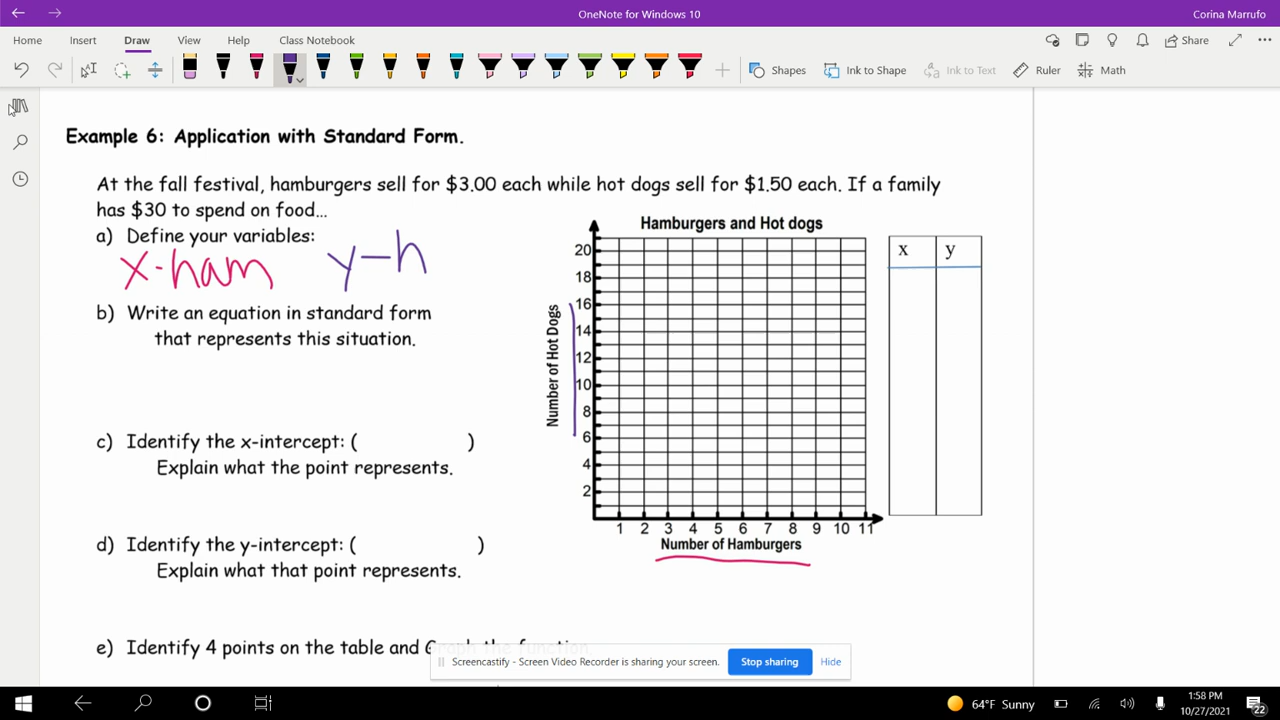 OneNote for Windows 10
Corina Marrufo
Home Insert Draw View Help Class Notebook
Share
Shapes Ink to Shape Ink to Text Ruler Math
Example 6: Application with Standard Form.
At the fall festival, hamburgers sell for $3.00 each while hot dogs sell for $1.50 each. If a family
has $30 to spend on food...
a) Define your variables:
x-ham y-h
b) Write an equation in standard form
that represents this situation.
c) Identify the x-intercept: ( )
Explain what the point represents.
d) Identify the y-intercept: ( )
Explain what that point represents.
e) Identify 4 points on the table and Graph the function.
Hamburgers and Hot dogs
20
18
16
14
12
10
8
6
4
2
Number of Hot Dogs
1 2 3 4 5 6 7 8 9 10 11
Number of Hamburgers
x y
Screencastify - Screen Video Recorder is sharing your screen. Stop sharing Hide
64°F Sunny
1:58 PM
10/27/2021
22